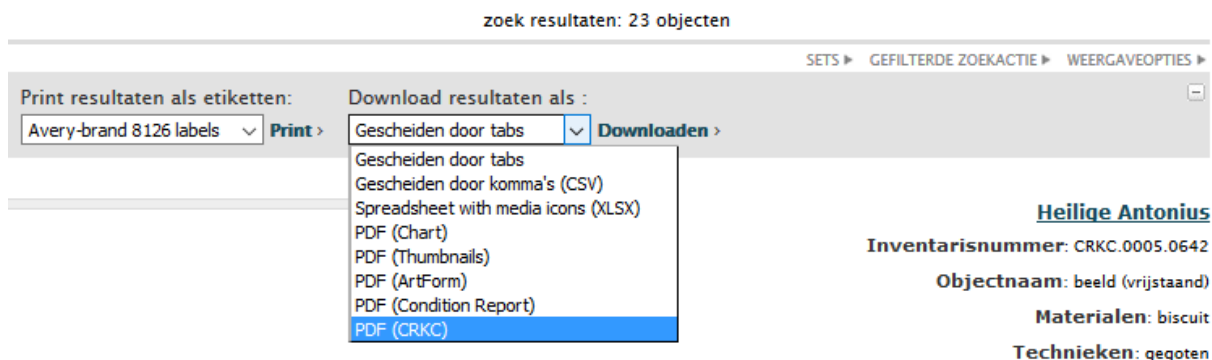 zoek resultaten: 23 objecten
SETS ▶ GEFILTERDE ZOEKACTIE ▶ WEERGAVEOPTIES ▶
Print resultaten als etiketten: Download resultaten als :
Avery-brand 8126 labels Print › Gescheiden door tabs Downloaden ›
Gescheiden door tabs
Gescheiden door komma's (CSV)
Spreadsheet with media icons (XLSX)
PDF (Chart)
PDF (Thumbnails)
PDF (ArtForm)
PDF (Condition Report)
PDF (CRKC)
Heilige Antonius
Inventarisnummer: CRKC.0005.0642
Objectnaam: beeld (vrijstaand)
Materialen: biscuit
Technieken: gegoten